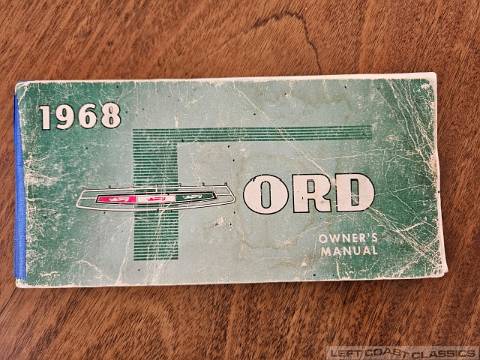 1968
FORD
OWNER'S
MANUAL
LEFT COAST CLASSICS